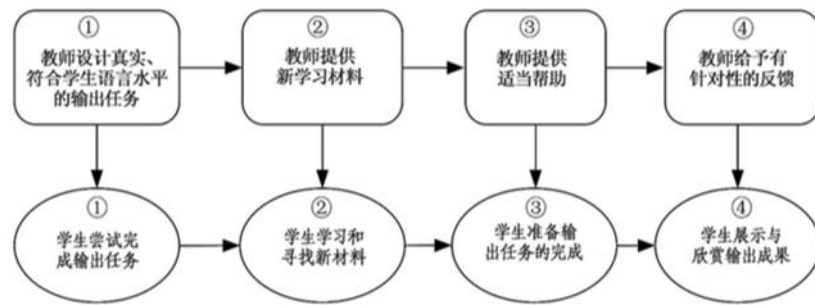 ①
教师设计真实、
符合学生语言水平
的输出任务
②
教师提供
新学习材料
③
教师提供
适当帮助
④
教师给予有
针对性的反馈
①
学生尝试完
成输出任务
②
学生学习和
寻找新材料
③
学生准备输
出任务的完成
④
学生展示与
欣赏输出成果